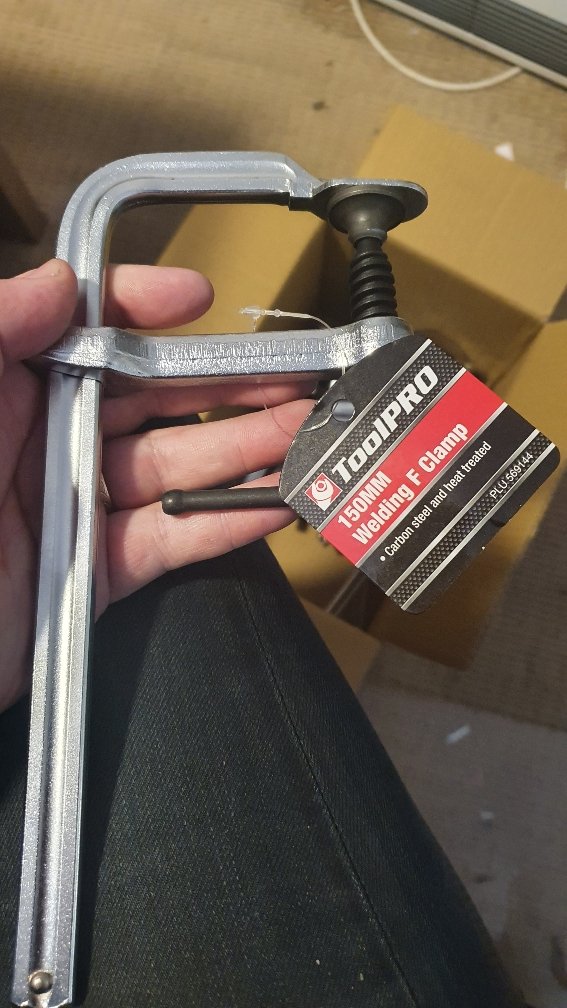 ToolPRO
150MM
Welding F Clamp
• Carbon steel and heat treated
PLU 569144